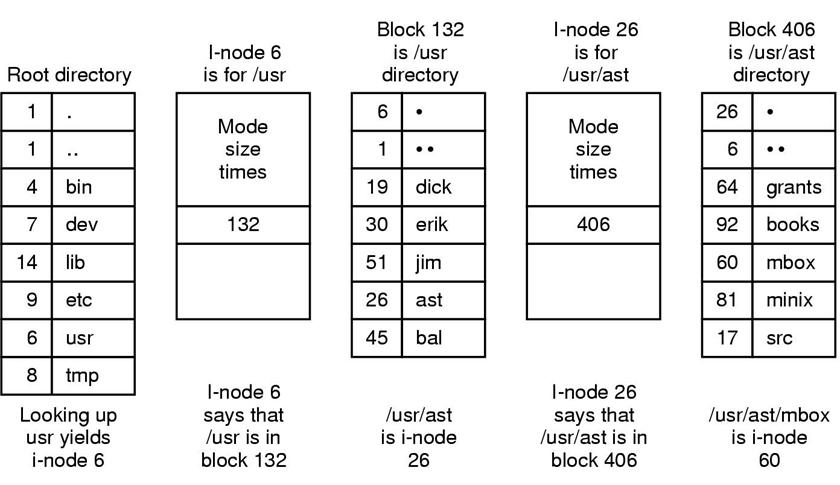 Root directory
1 .
1 ..
4 bin
7 dev
14 lib
9 etc
6 usr
8 tmp
Looking up
usr yields
i-node 6
I-node 6
is for /usr
Mode
size
times
132
I-node 6
says that
/usr is in
block 132
Block 132
is /usr
directory
6 •
1 ••
19 dick
30 erik
51 jim
26 ast
45 bal
/usr/ast
is i-node
26
I-node 26
is for
/usr/ast
Mode
size
times
406
I-node 26
says that
/usr/ast is in
block 406
Block 406
is /usr/ast
directory
26 •
6 ••
64 grants
92 books
60 mbox
81 minix
17 src
/usr/ast/mbox
is i-node
60